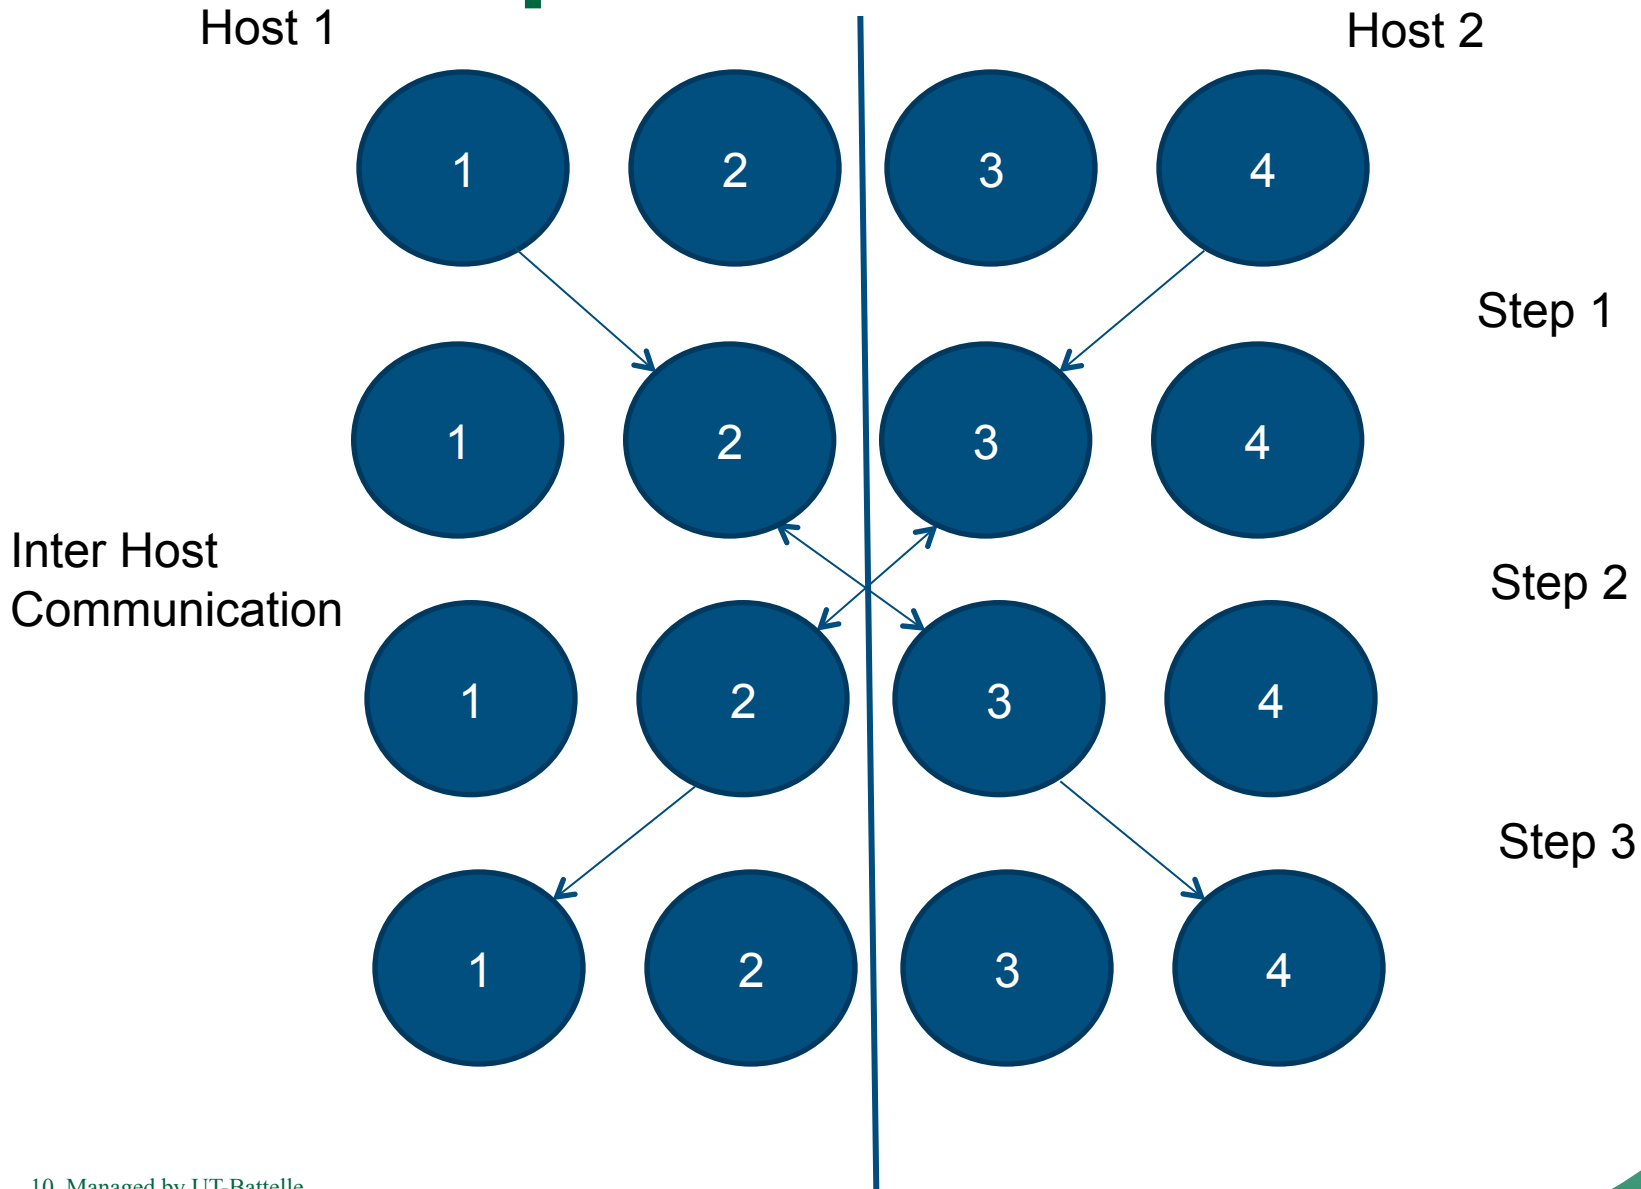 Host 1
Host 2
1 2 3 4
Step 1
1 2 3 4
Inter Host
Communication
Step 2
1 2 3 4
Step 3
1 2 3 4
10 Managed by UT-Battelle